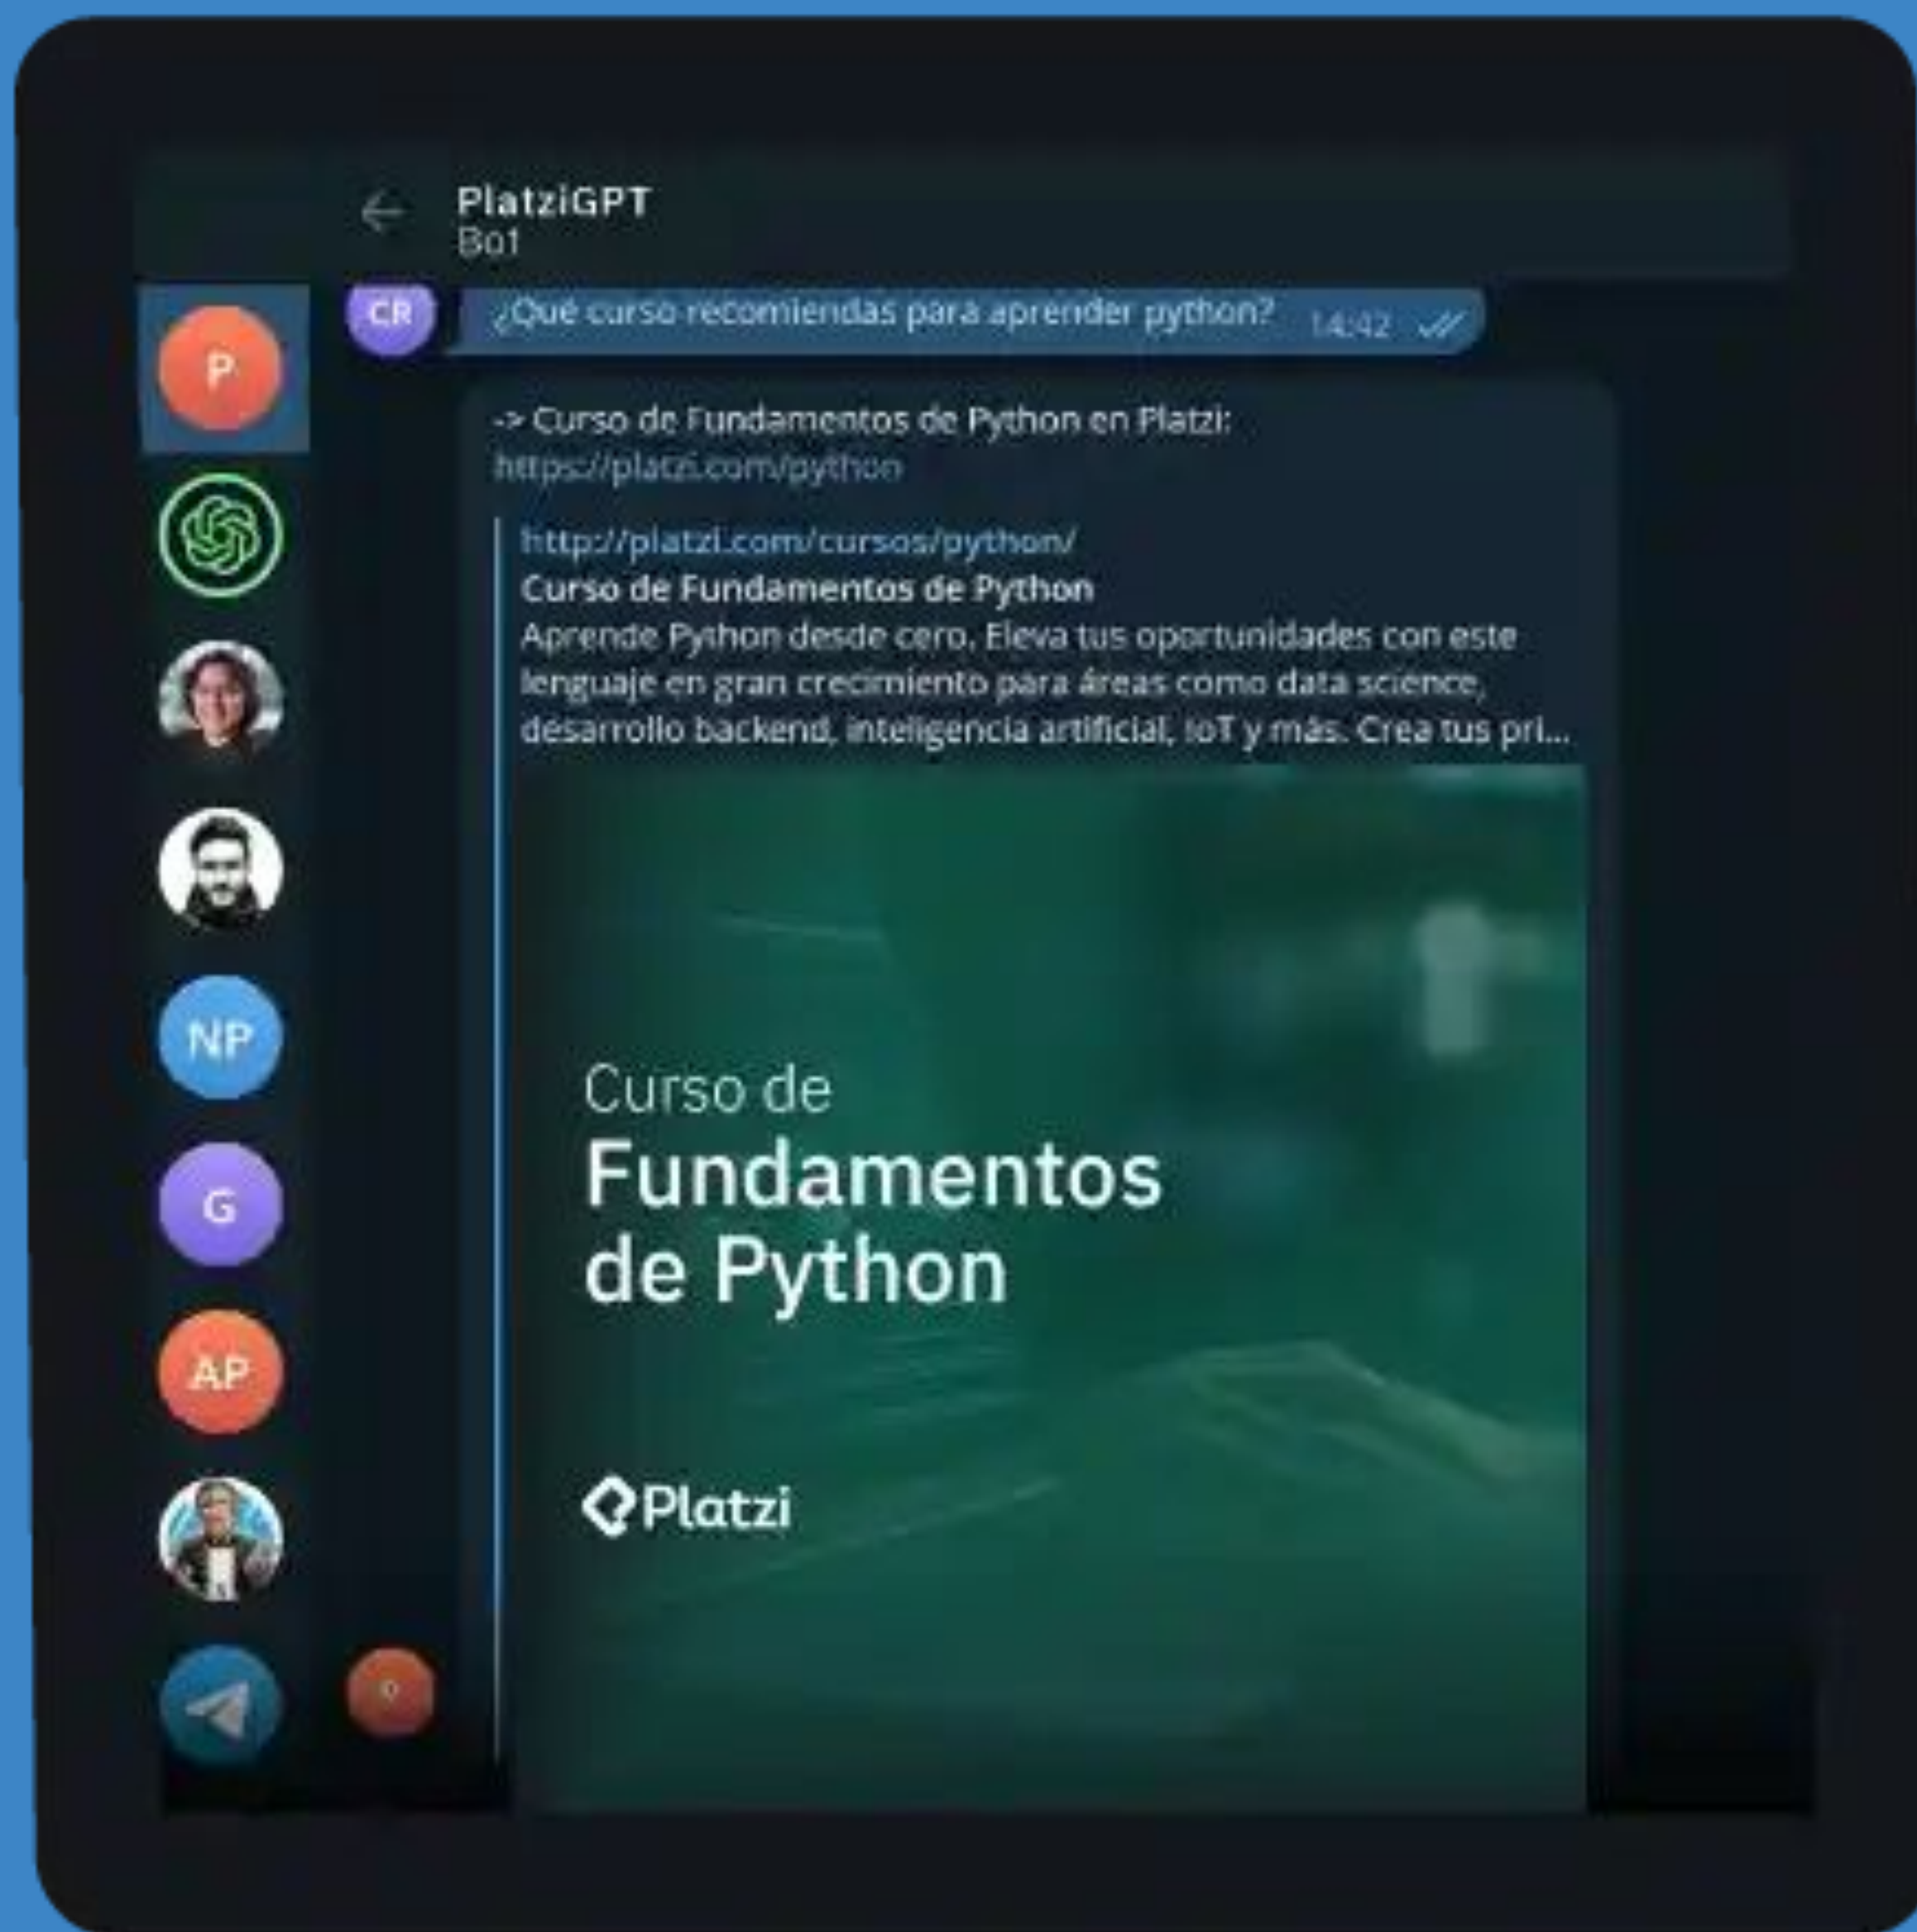 PlatziGPT
Bot
CR
¿Qué curso recomiendas para aprender python? 14:42
P
-> Curso de Fundamentos de Python en Platzi:
https://platzi.com/python
http://platzi.com/cursos/python/
Curso de Fundamentos de Python
Aprende Python desde cero. Eleva tus oportunidades con este
lenguaje en gran crecimiento para áreas como data science,
desarrollo backend, inteligencia artificial, IoT y más. Crea tus pri...
NP
G
AP
Curso de
Fundamentos
de Python
Platzi